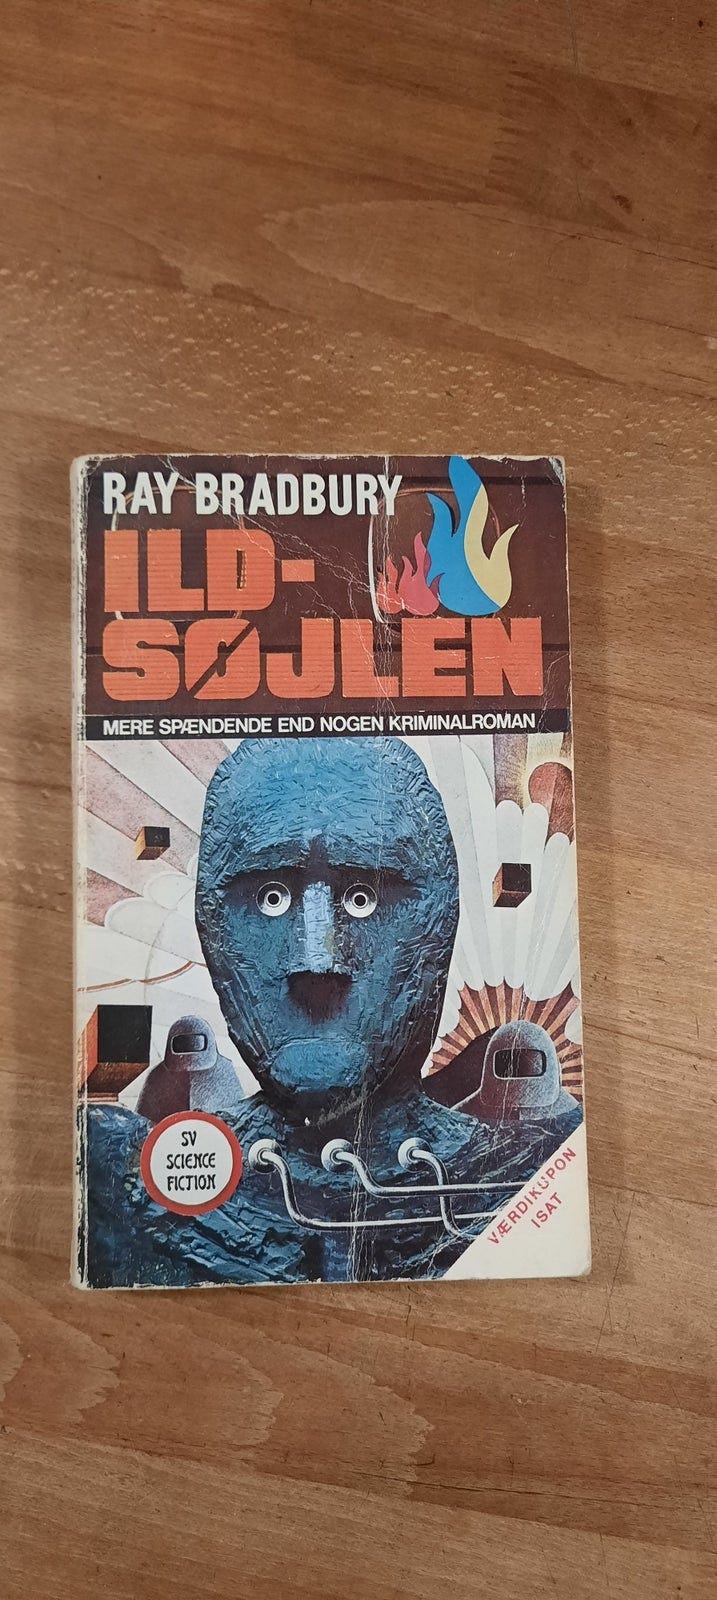 RAY BRADBURY
ILD-
SØJLEN
MERE SPÆNDENDE END NOGEN KRIMINALROMAN
SV
SCIENCE
FICTION
VÆRDIKUPON
ISAT